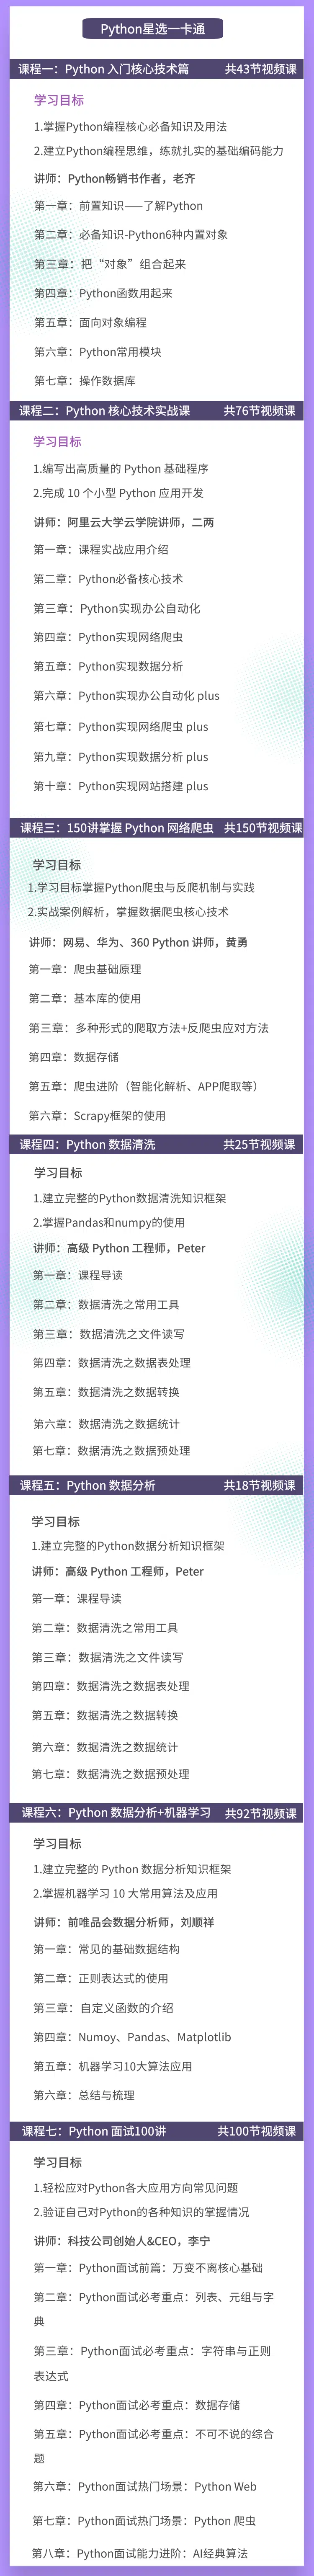 Python星选一卡通
课程一：Python 入门核心技术篇 共43节视频课
学习目标
1.掌握Python编程核心必备知识及用法
2.建立Python编程思维，练就扎实的基础编码能力
讲师：Python畅销书作者，老齐
第一章：前置知识——了解Python
第二章：必备知识-Python6种内置对象
第三章：把“对象”组合起来
第四章：Python函数用起来
第五章：面向对象编程
第六章：Python常用模块
第七章：操作数据库
课程二：Python 核心技术实战课 共76节视频课
学习目标
1.编写出高质量的 Python 基础程序
2.完成 10 个小型 Python 应用开发
讲师：阿里云大学云学院讲师，二两
第一章：课程实战应用介绍
第二章：Python必备核心技术
第三章：Python实现办公自动化
第四章：Python实现网络爬虫
第五章：Python实现数据分析
第六章：Python实现办公自动化 plus
第七章：Python实现网络爬虫 plus
第九章：Python实现数据分析 plus
第十章：Python实现网站搭建 plus
课程三：150讲掌握 Python 网络爬虫 共150节视频课
学习目标
1.学习目标掌握Python爬虫与反爬机制与实践
2.实战案例解析，掌握数据爬虫核心技术
讲师：网易、华为、360 Python 讲师，黄勇
第一章：爬虫基础原理
第二章：基本库的使用
第三章：多种形式的爬取方法+反爬虫应对方法
第四章：数据存储
第五章：爬虫进阶（智能化解析、APP爬取等）
第六章：Scrapy框架的使用
课程四：Python 数据清洗 共25节视频课
学习目标
1.建立完整的Python数据清洗知识框架
2.掌握Pandas和numpy的使用
讲师：高级 Python 工程师，Peter
第一章：课程导读
第二章：数据清洗之常用工具
第三章：数据清洗之文件读写
第四章：数据清洗之数据表处理
第五章：数据清洗之数据转换
第六章：数据清洗之数据统计
第七章：数据清洗之数据预处理
课程五：Python 数据分析 共18节视频课
学习目标
1.建立完整的Python数据分析知识框架
讲师：高级 Python 工程师，Peter
第一章：课程导读
第二章：数据清洗之常用工具
第三章：数据清洗之文件读写
第四章：数据清洗之数据表处理
第五章：数据清洗之数据转换
第六章：数据清洗之数据统计
第七章：数据清洗之数据预处理
课程六：Python 数据分析+机器学习 共92节视频课
学习目标
1.建立完整的 Python 数据分析知识框架
2.掌握机器学习 10 大常用算法及应用
讲师：前唯品会数据分析师，刘顺祥
第一章：常见的基础数据结构
第二章：正则表达式的使用
第三章：自定义函数的介绍
第四章：Numoy、Pandas、Matplotlib
第五章：机器学习10大算法应用
第六章：总结与梳理
课程七：Python 面试100讲 共100节视频课
学习目标
1.轻松应对Python各大应用方向常见问题
2.验证自己对Python的各种知识的掌握情况
讲师：科技公司创始人&CEO，李宁
第一章：Python面试前篇：万变不离核心基础
第二章：Python面试必考重点：列表、元组与字
典
第三章：Python面试必考重点：字符串与正则
表达式
第四章：Python面试必考重点：数据存储
第五章：Python面试必考重点：不可不说的综合
题
第六章：Python面试热门场景：Python Web
第七章：Python面试热门场景：Python 爬虫
第八章：Python面试能力进阶：AI经典算法